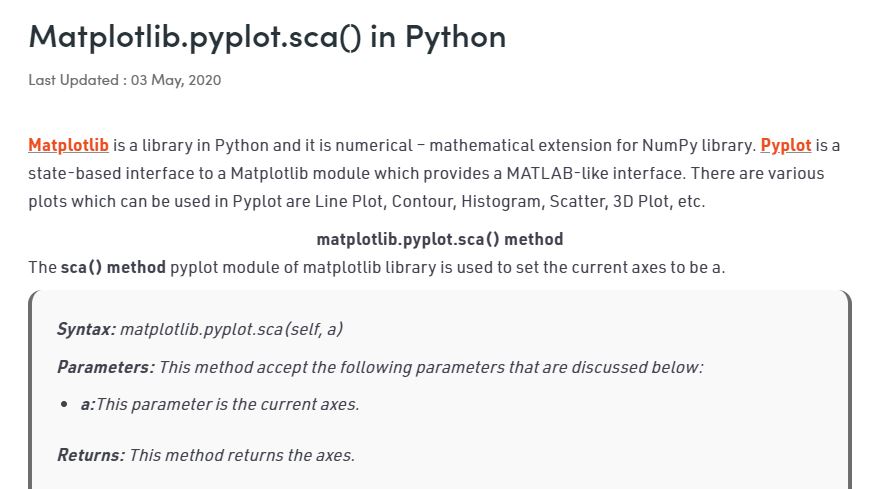 Matplotlib.pyplot.sca() in Python
Last Updated : 03 May, 2020
Matplotlib is a library in Python and it is numerical – mathematical extension for NumPy library. Pyplot is a
state-based interface to a Matplotlib module which provides a MATLAB-like interface. There are various
plots which can be used in Pyplot are Line Plot, Contour, Histogram, Scatter, 3D Plot, etc.
matplotlib.pyplot.sca() method
The sca() method pyplot module of matplotlib library is used to set the current axes to be a.
Syntax: matplotlib.pyplot.sca(self, a)
Parameters: This method accept the following parameters that are discussed below:
• a:This parameter is the current axes.
Returns: This method returns the axes.